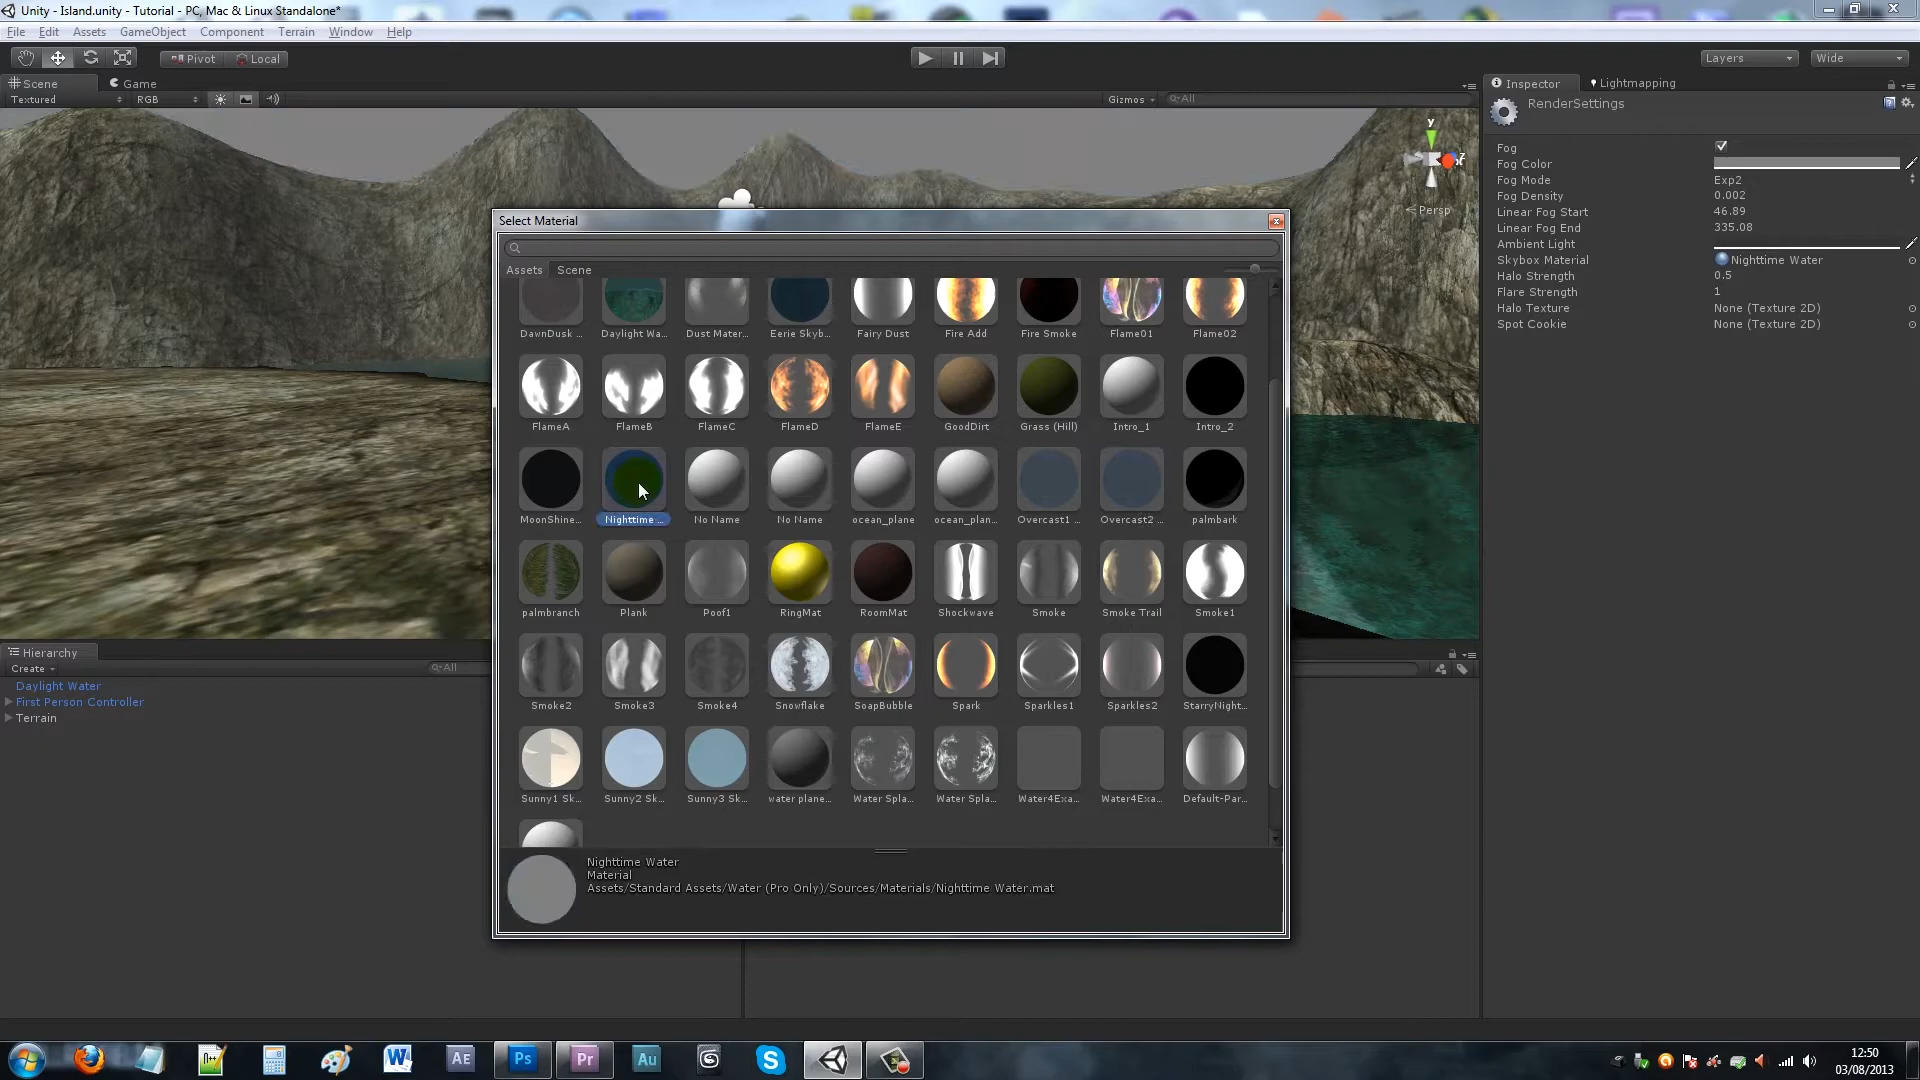 Unity - Island.unity - Tutorial - PC, Mac & Linux Standalone*
File Edit Assets GameObject Component Terrain Window Help
Pivot Local
Layers Wide
Scene Game
Textured RGB
Gizmos All
y
z
Persp
Inspector Lightmapping
RenderSettings
Fog
Fog Color
Fog Mode Exp2
Fog Density 0.002
Linear Fog Start 46.89
Linear Fog End 335.08
Ambient Light
Skybox Material Nighttime Water
Halo Strength 0.5
Flare Strength 1
Halo Texture None (Texture 2D)
Spot Cookie None (Texture 2D)
Select Material
Assets Scene
DawnDusk ... Daylight Wa... Dust Mater... Eerie Skyb... Fairy Dust Fire Add Fire Smoke Flame01 Flame02
FlameA FlameB FlameC FlameD FlameE GoodDirt Grass (Hill) Intro_1 Intro_2
MoonShine... Nighttime ... No Name No Name ocean_plane ocean_plan... Overcast1 ... Overcast2 ... palmbark
palmbranch Plank Poof1 RingMat RoomMat Shockwave Smoke Smoke Trail Smoke1
Smoke2 Smoke3 Smoke4 Snowflake SoapBubble Spark Sparkles1 Sparkles2 StarryNight...
Sunny1 Sk... Sunny2 Sk... Sunny3 Sk... water plane... Water Spla... Water Spla... Water4Exa... Water4Exa... Default-Par...
Nighttime Water
Material
Assets/Standard Assets/Water (Pro Only)/Sources/Materials/Nighttime Water.mat
Hierarchy
Create All
Daylight Water
First Person Controller
Terrain
AE Ps Pr Au
12:50
03/08/2013